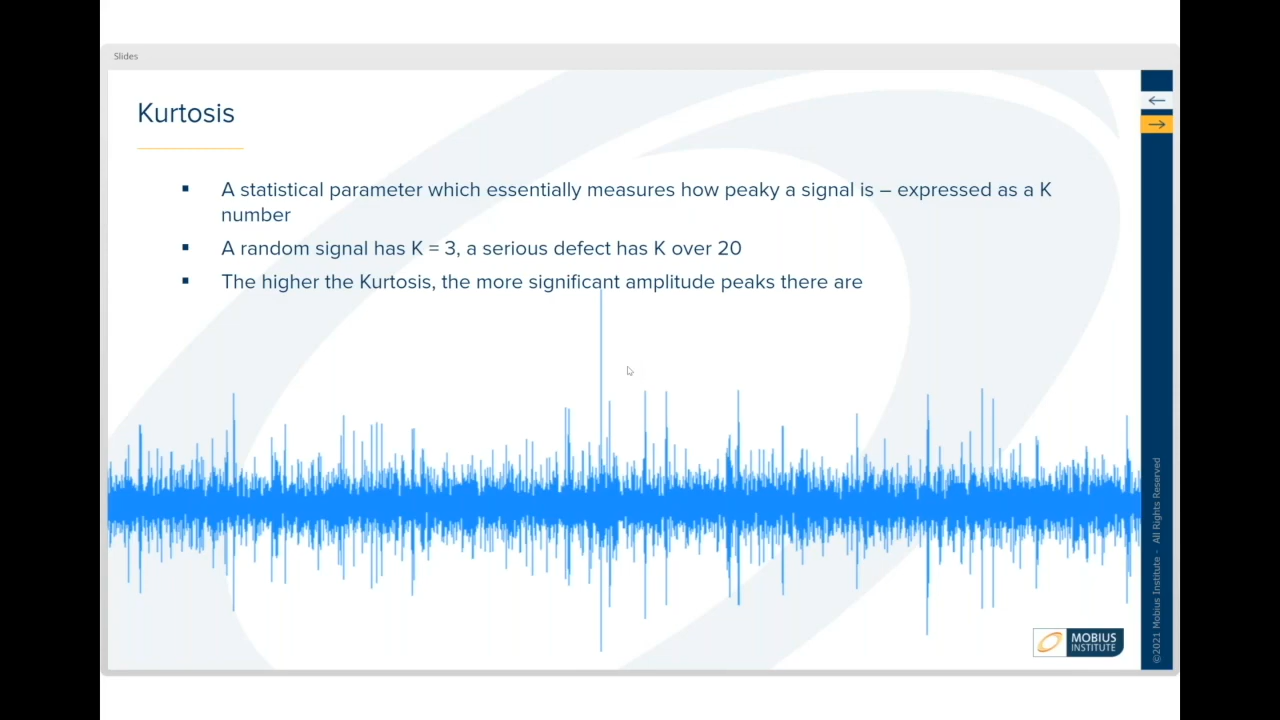 Slides
Kurtosis
▪ A statistical parameter which essentially measures how peaky a signal is – expressed as a K
number
▪ A random signal has K = 3, a serious defect has K over 20
▪ The higher the Kurtosis, the more significant amplitude peaks there are
MOBIUS
INSTITUTE
©2021 Mobius Institute - All Rights Reserved